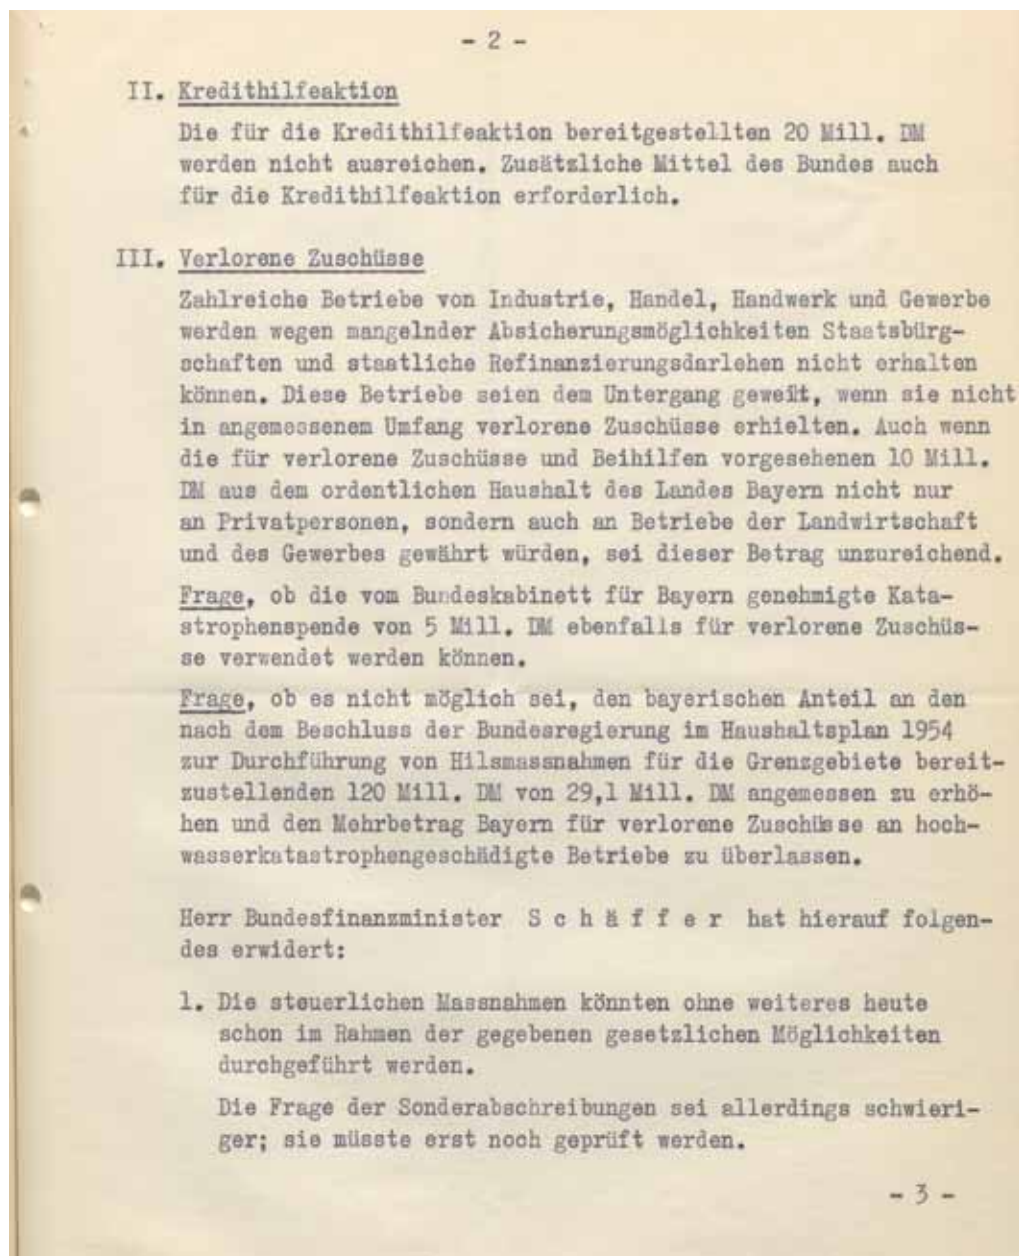 - 2 -
II. Kredithilfeaktion
Die für die Kredithilfeaktion bereitgestellten 20 Mill. DM
werden nicht ausreichen. Zusätzliche Mittel des Bundes auch
für die Kredithilfeaktion erforderlich.
III. Verlorene Zuschüsse
Zahlreiche Betriebe von Industrie, Handel, Handwerk und Gewerbe
werden wegen mangelnder Absicherungsmöglichkeiten Staatsbürg-
schaften und staatliche Refinanzierungsdarlehen nicht erhalten
können. Diese Betriebe seien dem Untergang geweiht, wenn sie nicht
in angemessenem Umfang verlorene Zuschüsse erhielten. Auch wenn
die für verlorene Zuschüsse und Beihilfen vorgesehenen 10 Mill.
DM aus dem ordentlichen Haushalt des Landes Bayern nicht nur
an Privatpersonen, sondern auch an Betriebe der Landwirtschaft
und des Gewerbes gewährt würden, sei dieser Betrag unzureichend.
Frage, ob die vom Bundeskabinett für Bayern genehmigte Kata-
strophenspende von 5 Mill. DM ebenfalls für verlorene Zuschüs-
se verwendet werden können.
Frage, ob es nicht möglich sei, den bayerischen Anteil an den
nach dem Beschluss der Bundesregierung im Haushaltsplan 1954
zur Durchführung von Hilsmassnahmen für die Grenzgebiete bereit-
zustellenden 120 Mill. DM von 29,1 Mill. DM angemessen zu erhö-
hen und den Mehrbetrag Bayern für verlorene Zuschüsse an hoch-
wasserkatastrophengeschädigte Betriebe zu überlassen.
Herr Bundesfinanzminister S c h ä f f e r hat hierauf folgen-
des erwidert:
1. Die steuerlichen Massnahmen könnten ohne weiteres heute
schon im Rahmen der gegebenen gesetzlichen Möglichkeiten
durchgeführt werden.
Die Frage der Sonderabschreibungen sei allerdings schwieri-
ger; sie müsste erst noch geprüft werden.
- 3 -